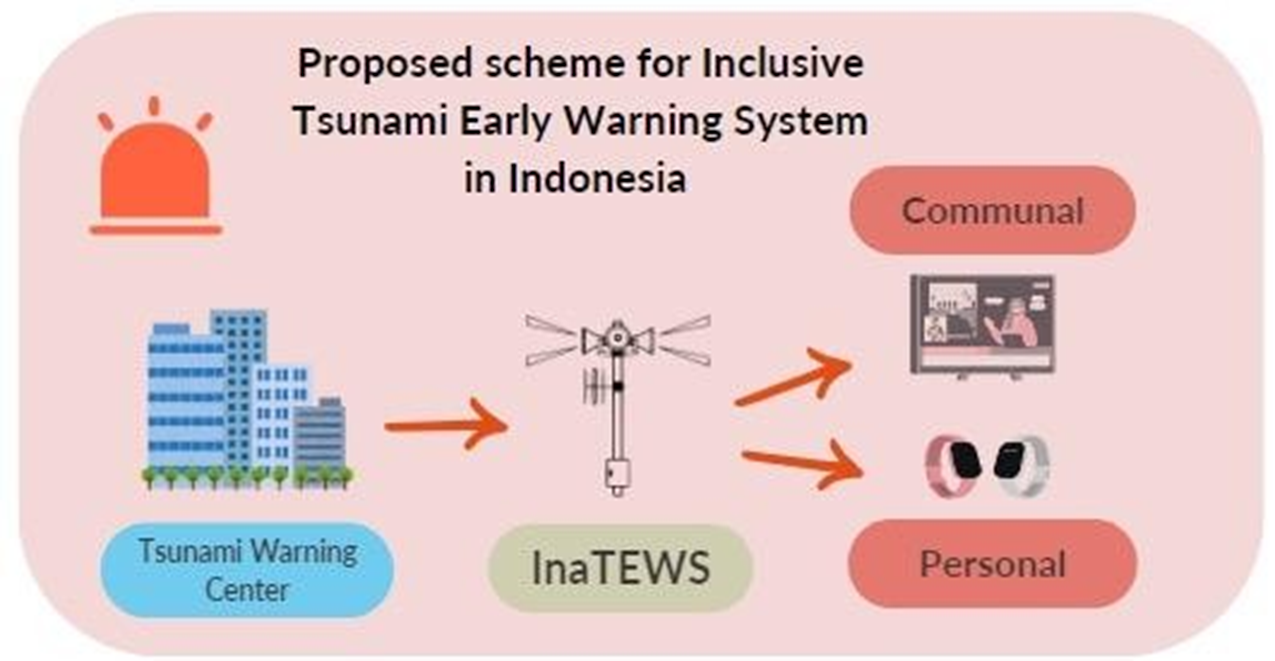 Proposed scheme for Inclusive
Tsunami Early Warning System
in Indonesia
Communal
Tsunami Warning
Center
InaTEWS
Personal